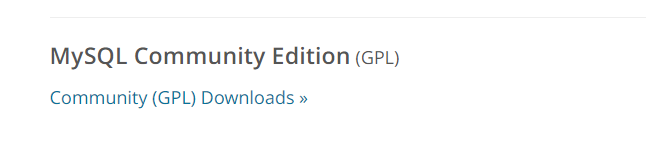 MySQL Community Edition (GPL)
Community (GPL) Downloads »